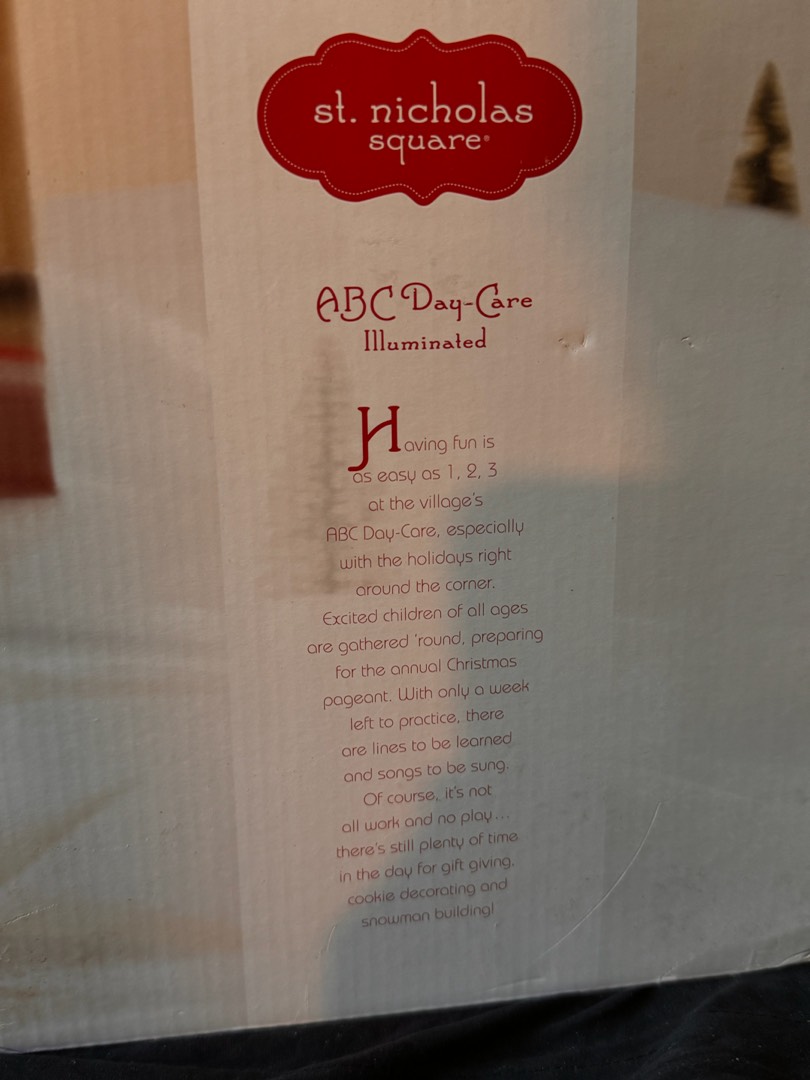 st. nicholas
square®
ABC Day-Care
Illuminated
Having fun is
as easy as 1, 2, 3
at the village's
ABC Day-Care, especially
with the holidays right
around the corner.
Excited children of all ages
are gathered 'round, preparing
for the annual Christmas
pageant. With only a week
left to practice, there
are lines to be learned
and songs to be sung.
Of course, it's not
all work and no play...
there's still plenty of time
in the day for gift giving,
cookie decorating and
snowman building!